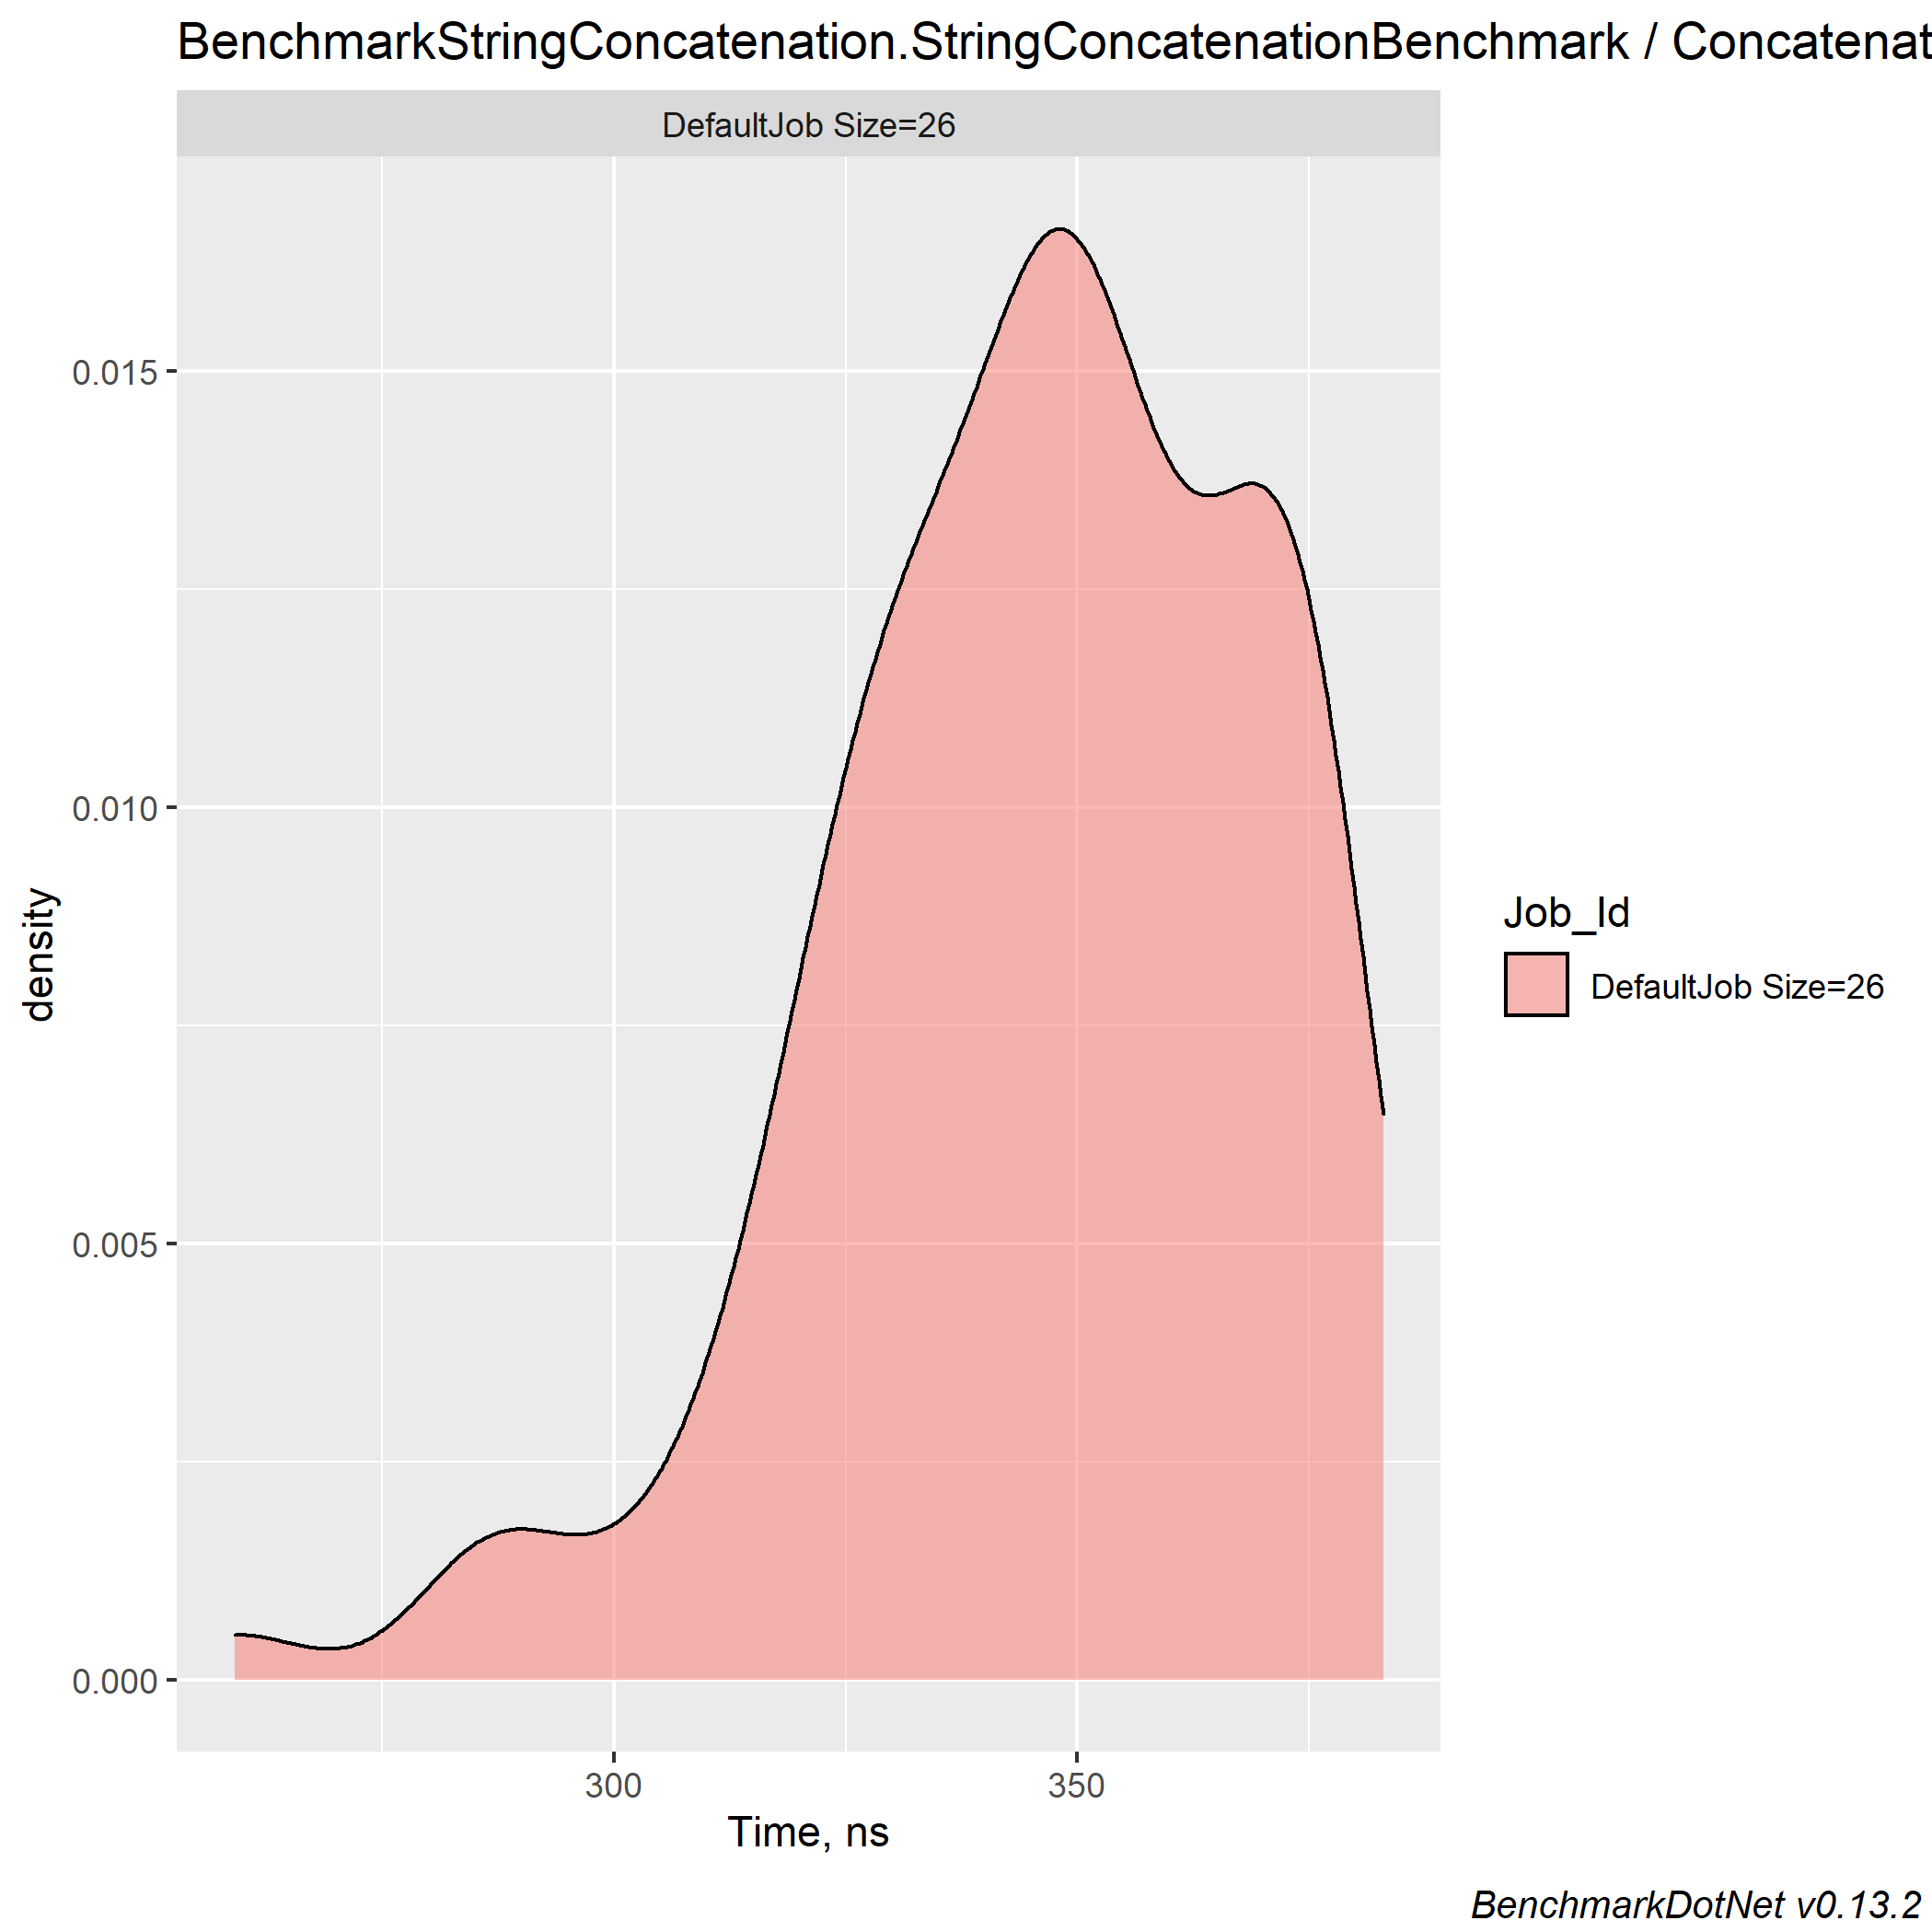 BenchmarkStringConcatenation.StringConcatenationBenchmark / Concatenat
DefaultJob Size=26
0.015
0.010
0.005
0.000
density
300
350
Time, ns
Job_Id
DefaultJob Size=26
BenchmarkDotNet v0.13.2